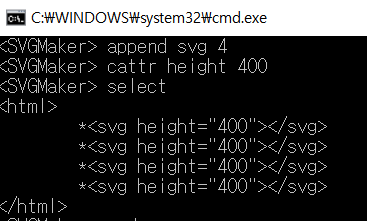 C:₩WINDOWS₩system32₩cmd.exe
<SVGMaker> append svg 4
<SVGMaker> cattr height 400
<SVGMaker> select
<html>
        *<svg height="400"></svg>
        *<svg height="400"></svg>
        *<svg height="400"></svg>
        *<svg height="400"></svg>
</html>